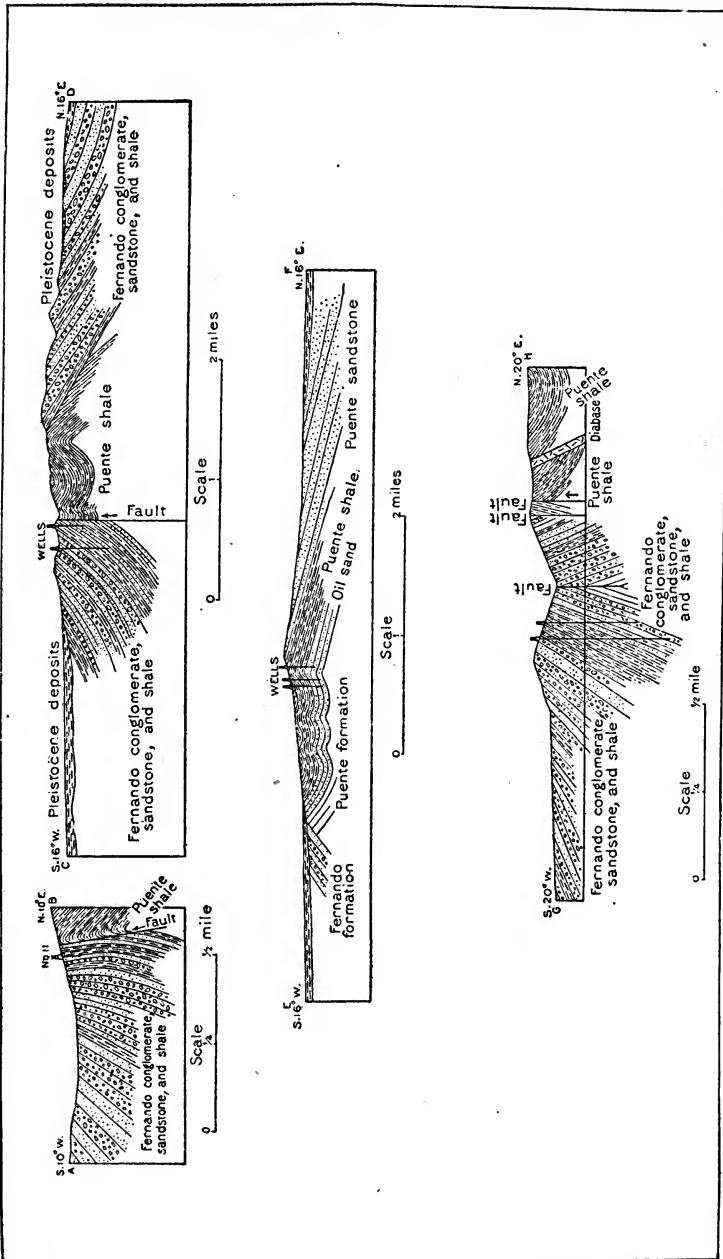 S.10°W.
A
No 11
N.10°E.
B
Puente
shale
Fault
Fernando conglomerate,
sandstone, and shale
Scale
0
¼
½ mile
S.16°W.
C
Pleistocene deposits
WELLS
Pleistocene deposits
N.16°E.
D
Fault
Puente shale
Fernando conglomerate,
sandstone, and shale
Fernando conglomerate,
sandstone, and shale
Scale
0
1
2 miles
E
S.16°W.
WELLS
F
N.16° E.
Fernando
formation
Puente formation
Oil sand
Puente shale
Puente sandstone
Scale
0
1
2 miles
S.20°W.
G
Fault
Fault
Fault
N.20°E.
H
Puente
shale
Diabase
Puente
shale
Fernando
conglomerate,
sandstone,
and shale
Fernando conglomerate,
sandstone, and shale
Scale
0
¼
½ mile